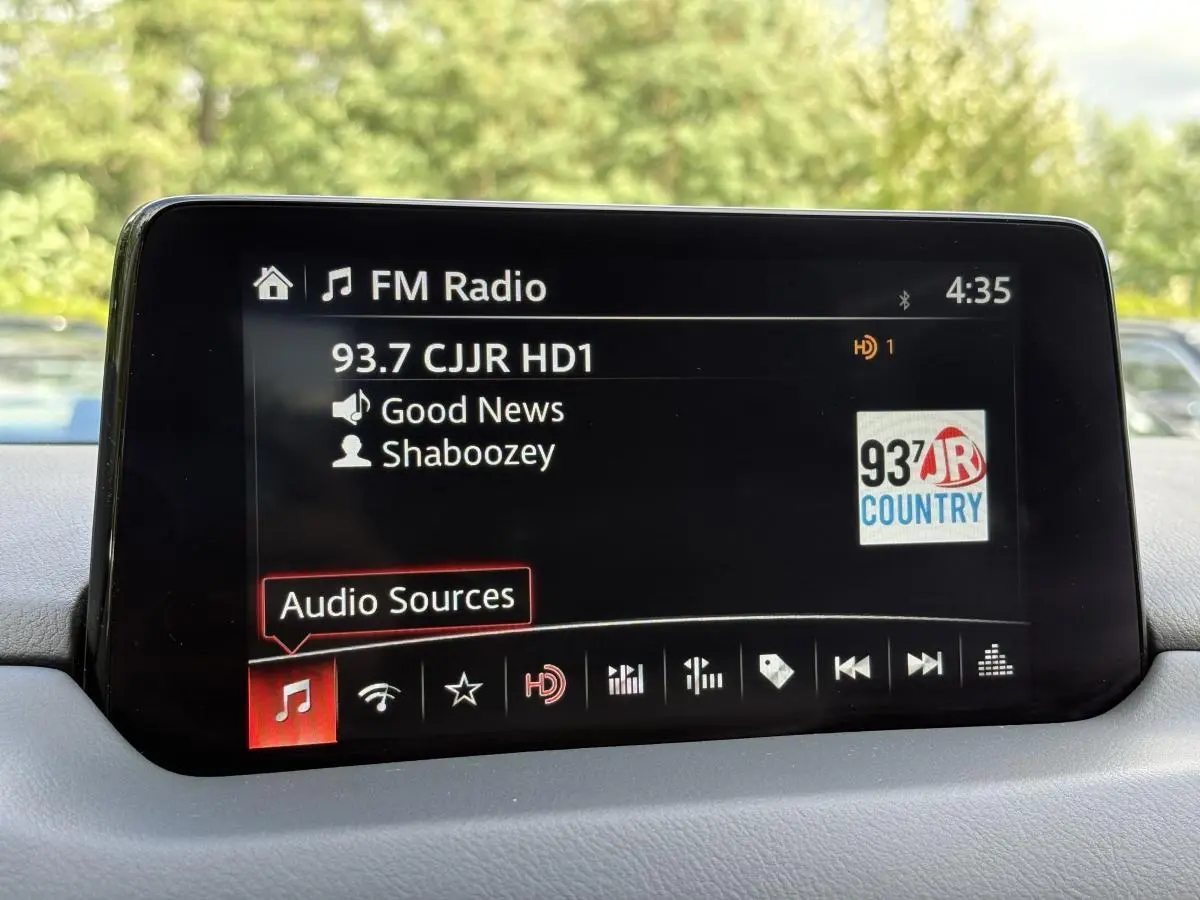 FM Radio
4:35
93.7 CJJR HD1
HD 1
Good News
Shaboozey
937 JR
COUNTRY
Audio Sources
HD